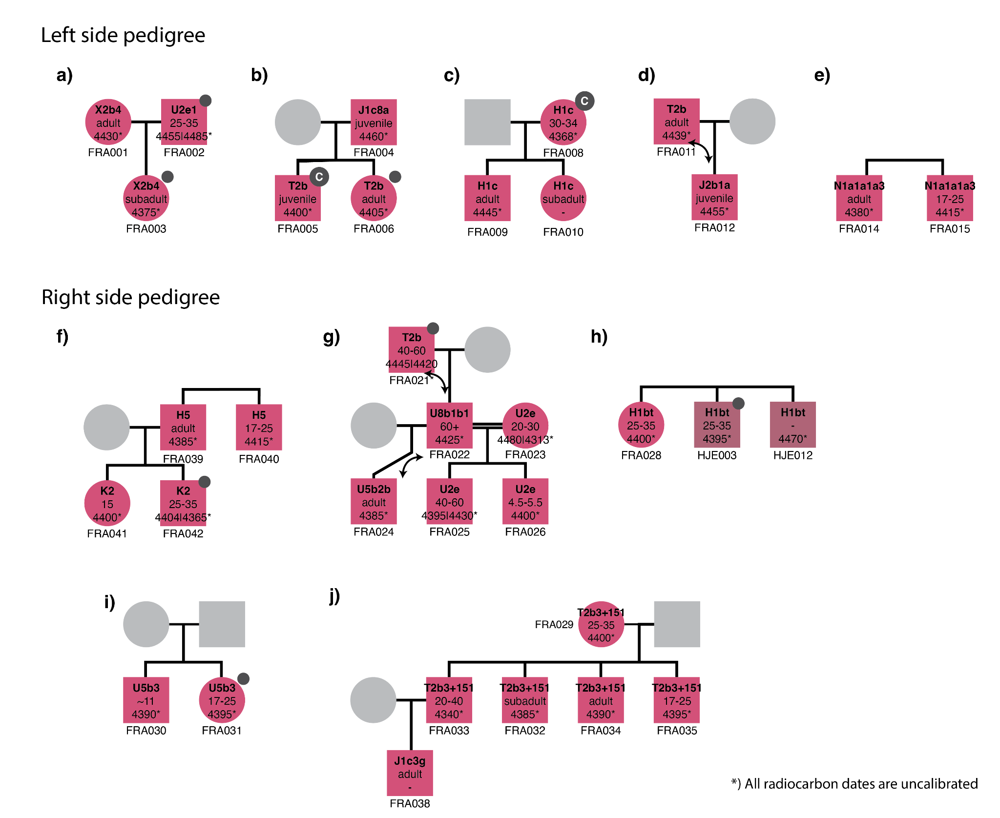 Left side pedigree
a)
X2b4
adult
4430*
FRA001
U2e1
25-35
4455|4485*
FRA002
X2b4
subadult
4375*
FRA003
b)
J1c8a
juvenile
4460*
FRA004
C
T2b
juvenile
4400*
FRA005
T2b
adult
4405*
FRA006
c)
C
H1c
30-34
4368*
FRA008
H1c
adult
4445*
FRA009
H1c
subadult
-
FRA010
d)
T2b
adult
4439*
FRA011
J2b1a
juvenile
4455*
FRA012
e)
N1a1a1a3
adult
4380*
FRA014
N1a1a1a3
17-25
4415*
FRA015
Right side pedigree
f)
H5
adult
4385*
FRA039
H5
17-25
4415*
FRA040
K2
15
4400*
FRA041
K2
25-35
4404|4365*
FRA042
g)
T2b
40-60
4445|4420
FRA021*
U8b1b1
60+
4425*
FRA022
U2e
20-30
4480|4313*
FRA023
U5b2b
adult
4385*
FRA024
U2e
40-60
4395|4430*
FRA025
U2e
4.5-5.5
4400*
FRA026
h)
H1bt
25-35
4400*
FRA028
H1bt
25-35
4395*
HJE003
H1bt
-
4470*
HJE012
i)
U5b3
~11
4390*
FRA030
U5b3
17-25
4395*
FRA031
j)
FRA029
T2b3+151
25-35
4400*
T2b3+151
20-40
4340*
FRA033
T2b3+151
subadult
4385*
FRA032
T2b3+151
adult
4390*
FRA034
T2b3+151
17-25
4395*
FRA035
J1c3g
adult
-
FRA038
*) All radiocarbon dates are uncalibrated